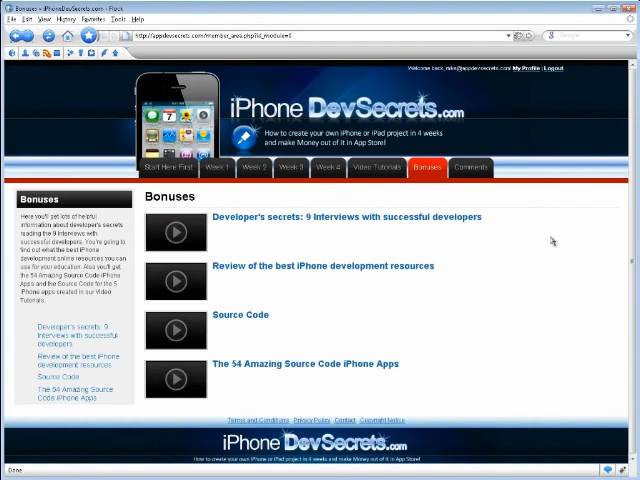 Bonuses « iPhoneDevSecrets.com - Flock
File Edit View History Favorites Tools Help
http://appdevsecrets.com/member_area.php?id_module=6
Google
Welcome back, mike@appdevsecrets.com! My Profile | Logout
iPhone DevSecrets.com
How to create your own iPhone or iPad project in 4 weeks
and make Money out of it in App Store!
Start Here First Week 1 Week 2 Week 3 Week 4 Video Tutorials Bonuses Comments
Bonuses
Here you'll get lots of helpful
information about developer's secrets
reading the 9 Interviews with
successful developers. You're going to
find out what the best iPhone
development online resources you can
use for your education. Also you'll get
the 54 Amazing Source Code iPhone
Apps and the Source Code for the 5
iPhone apps created in our Video
Tutorials.
Developer's secrets: 9
Interviews with successful
developers
Review of the best iPhone
development resources
Source Code
The 54 Amazing Source Code
iPhone Apps
Bonuses
Developer's secrets: 9 Interviews with successful developers
Review of the best iPhone development resources
Source Code
The 54 Amazing Source Code iPhone Apps
Terms and Conditions Privacy Policy Contact Copyright Notice
iPhone DevSecrets.com
How to create your own iPhone or iPad project in 4 weeks and make Money out of it in App Store!
Done